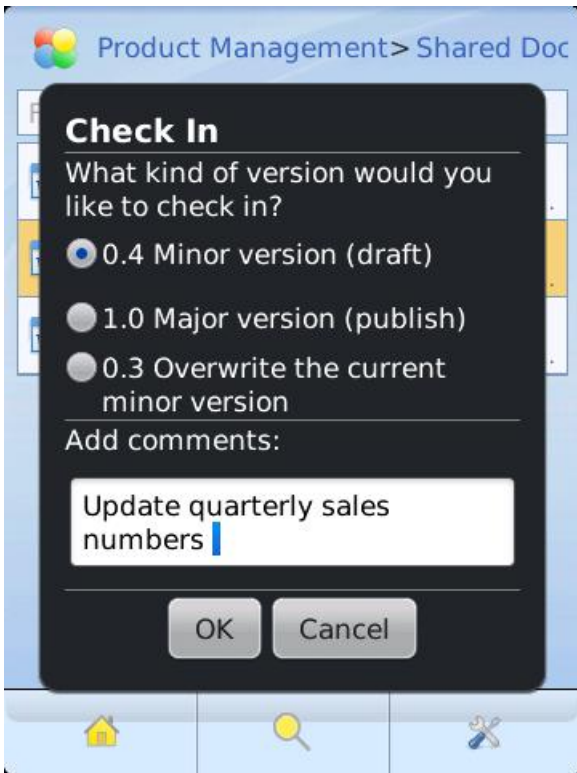 Product Management> Shared Doc
Check In
What kind of version would you
like to check in?
0.4 Minor version (draft)
1.0 Major version (publish)
0.3 Overwrite the current
minor version
Add comments:
Update quarterly sales
numbers
OK Cancel